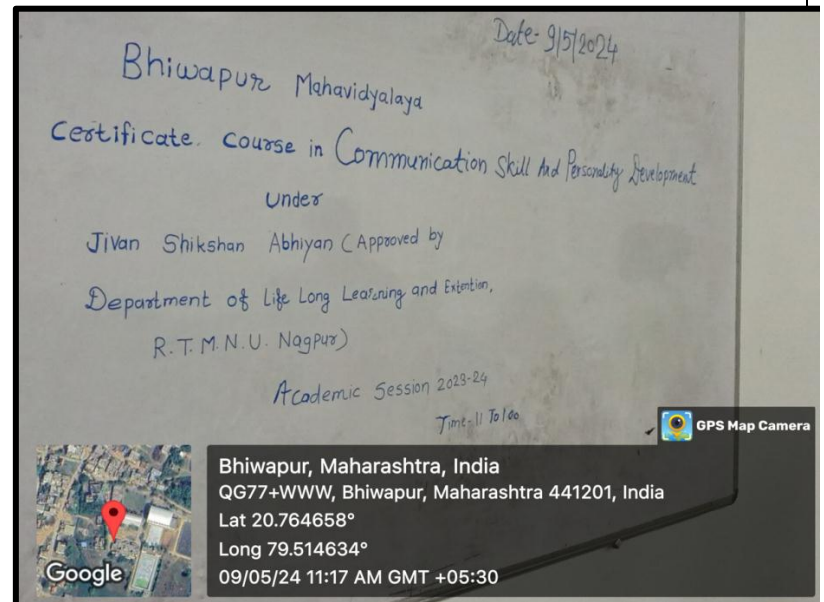 Date- 9/5/2024
Bhiwapur Mahavidyalaya
Certificate. Course in Communication Skill And Personality Development
Under
Jivan Shikshan Abhiyan (Approved by
Department of Life Long Learning and Extention,
R.T.M.N.U. Nagpur)
Academic Session 2023-24
Time-11 To 1.00
GPS Map Camera
Bhiwapur, Maharashtra, India
QG77+WWW, Bhiwapur, Maharashtra 441201, India
Lat 20.764658°
Long 79.514634°
09/05/24 11:17 AM GMT +05:30
Google